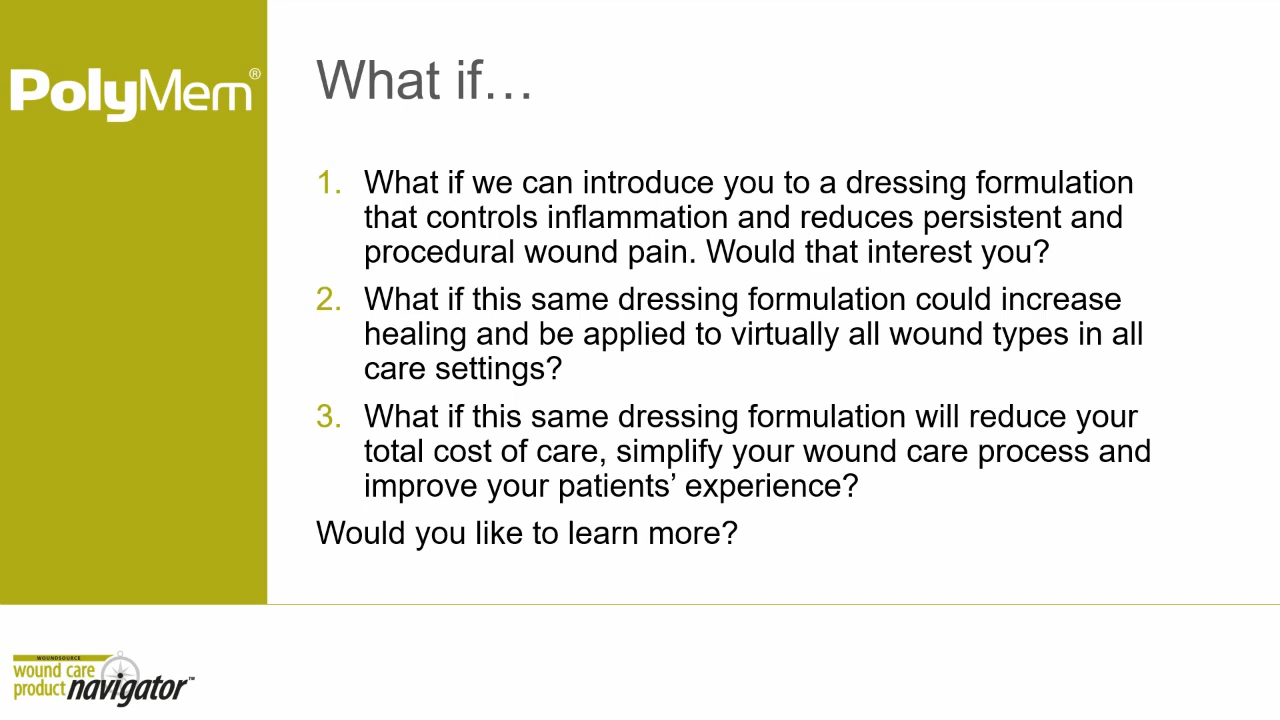 PolyMem®
What if…
1. What if we can introduce you to a dressing formulation
that controls inflammation and reduces persistent and
procedural wound pain. Would that interest you?
2. What if this same dressing formulation could increase
healing and be applied to virtually all wound types in all
care settings?
3. What if this same dressing formulation will reduce your
total cost of care, simplify your wound care process and
improve your patients’ experience?
Would you like to learn more?
WOUNDSOURCE
wound care
product navigator™